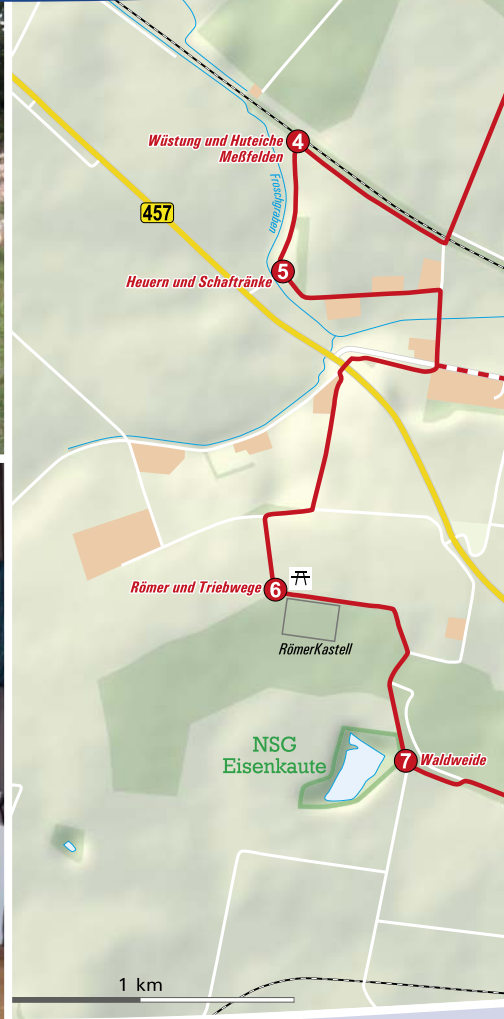 4
Wüstung und Huteiche
Meßfelden
457
Froschgraben
5
Heuern und Schaftränke
6
Römer und Triebwege
RömerKastell
NSG
Eisenkaute
7
Waldweide
1 km